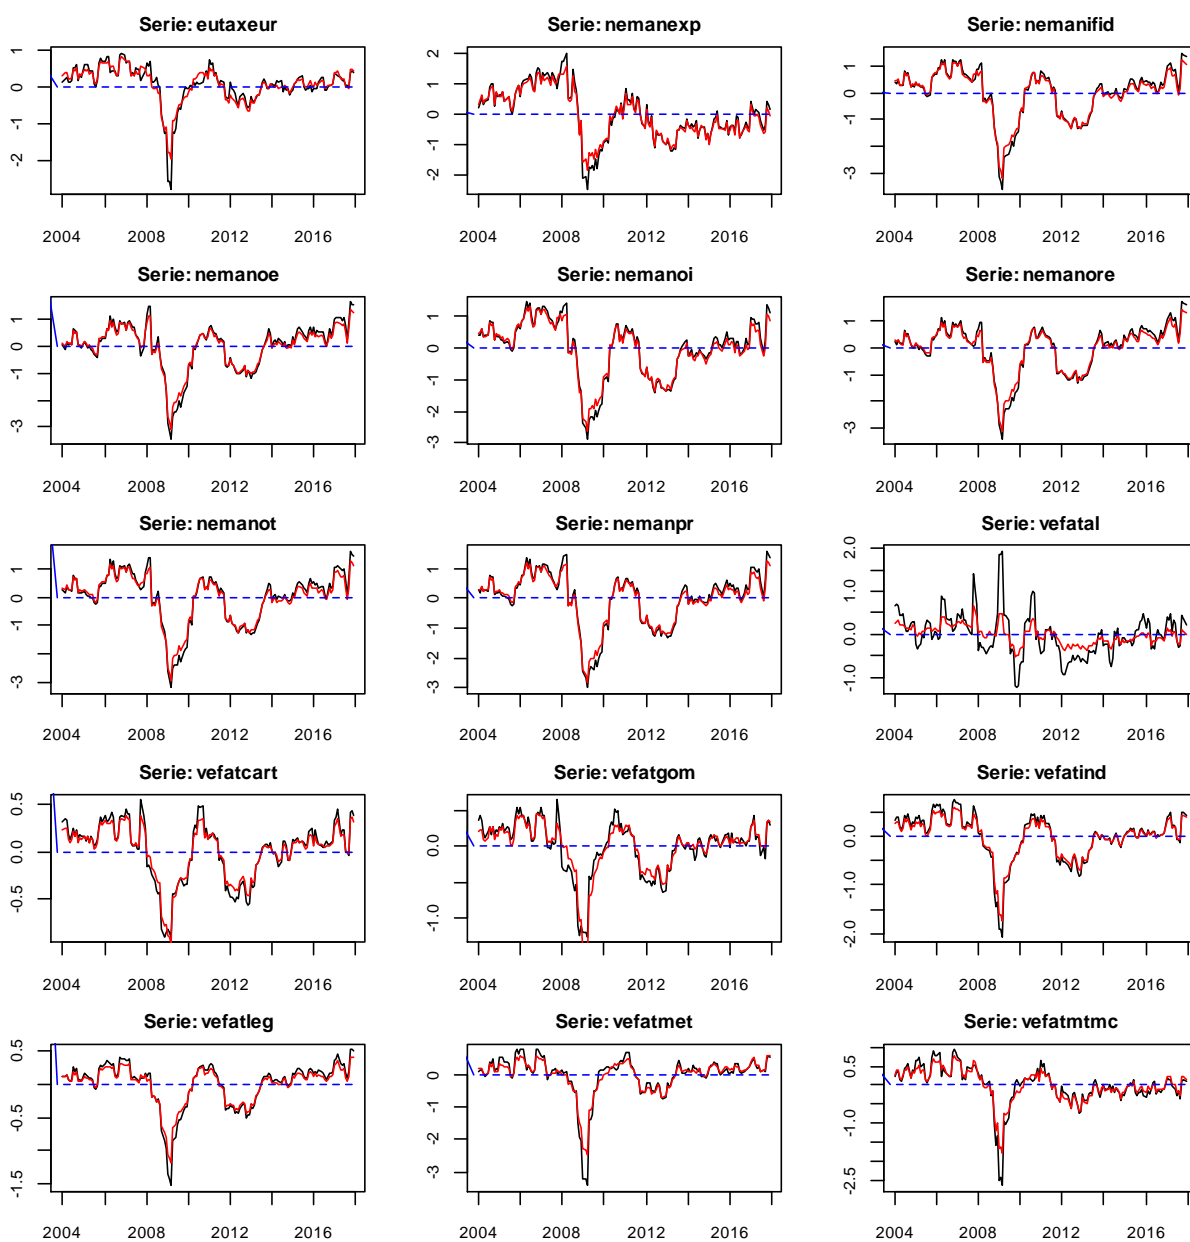 Serie: eutaxeur Serie: nemanexp Serie: nemanifid
1 0 -1 -2 2 1 0 -1 -2 1 0 -1 -3
2004 2008 2012 2016 2004 2008 2012 2016 2004 2008 2012 2016
Serie: nemanoe Serie: nemanoi Serie: nemanore
1 0 -1 -3 1 0 -1 -2 -3 1 0 -1 -3
2004 2008 2012 2016 2004 2008 2012 2016 2004 2008 2012 2016
Serie: nemanot Serie: nemanpr Serie: vefatal
1 0 -1 -3 1 0 -1 -2 -3 2.0 1.0 0.0 -1.0
2004 2008 2012 2016 2004 2008 2012 2016 2004 2008 2012 2016
Serie: vefatcart Serie: vefatgom Serie: vefatind
0.5 0.0 -0.5 0.0 -1.0 0.0 -1.0 -2.0
2004 2008 2012 2016 2004 2008 2012 2016 2004 2008 2012 2016
Serie: vefatleg Serie: vefatmet Serie: vefatmtmc
0.5 -0.5 -1.5 0 -1 -2 -3 0.5 -1.0 -2.5
2004 2008 2012 2016 2004 2008 2012 2016 2004 2008 2012 2016